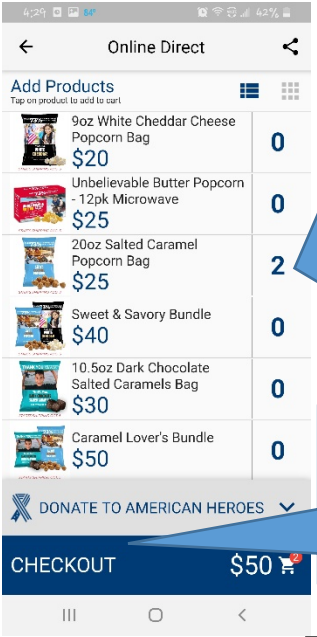 4:29 84° 42%
Online Direct
Add Products
Tap on product to add to cart
9oz White Cheddar Cheese
Popcorn Bag
$20
0
Unbelievable Butter Popcorn
- 12pk Microwave
$25
0
20oz Salted Caramel
Popcorn Bag
$25
2
Sweet & Savory Bundle
$40
0
10.5oz Dark Chocolate
Salted Caramels Bag
$30
0
Caramel Lover's Bundle
$50
0
DONATE TO AMERICAN HEROES
CHECKOUT $50 2